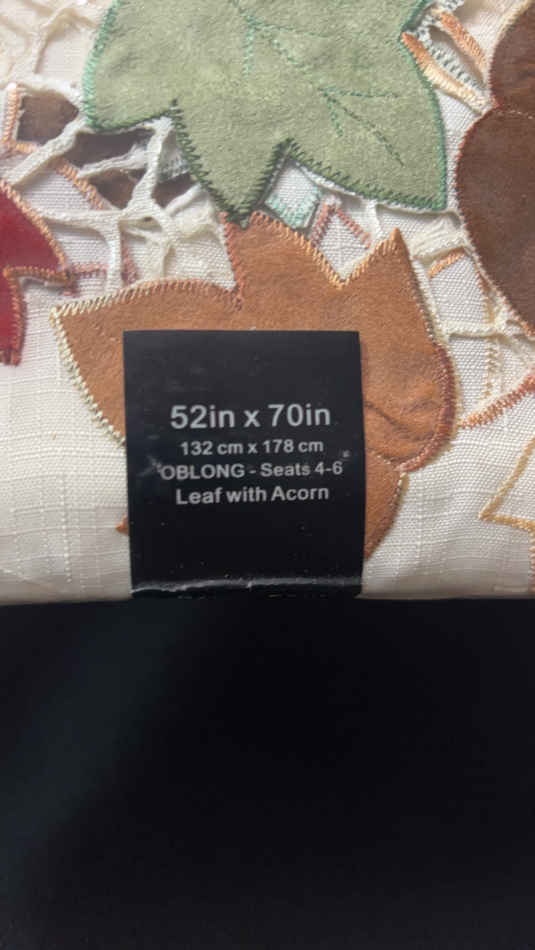 52in x 70in
132 cm x 178 cm
OBLONG - Seats 4-6
Leaf with Acorn